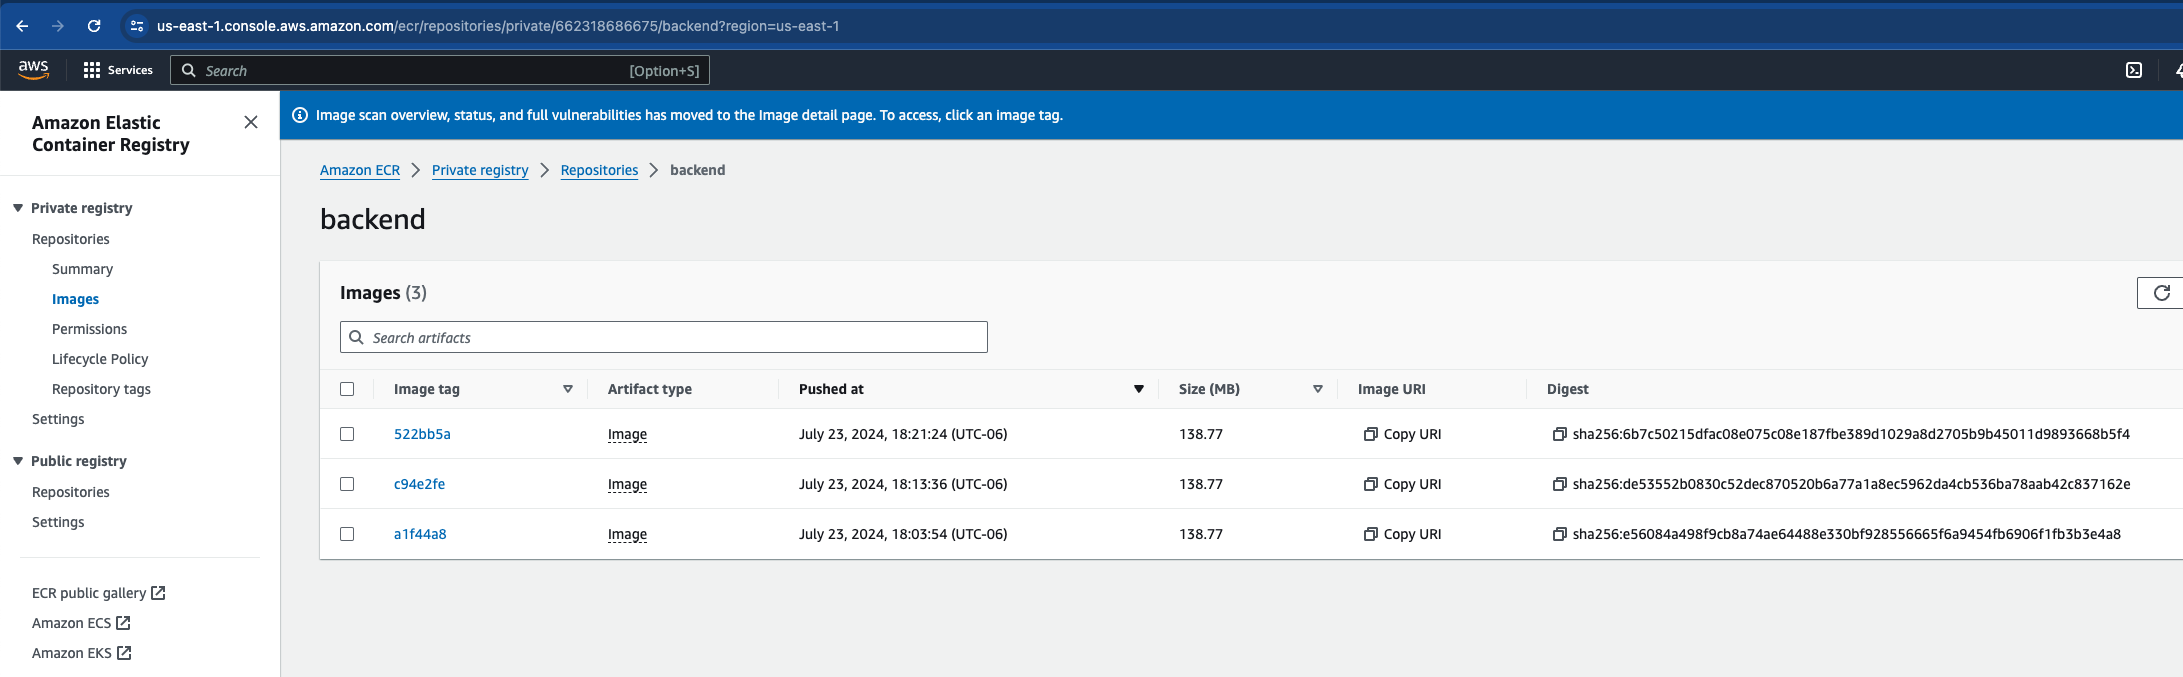 us-east-1.console.aws.amazon.com/ecr/repositories/private/662318686675/backend?region=us-east-1
aws Services Search [Option+S]
Amazon Elastic
Container Registry
Image scan overview, status, and full vulnerabilities has moved to the Image detail page. To access, click an image tag.
Private registry
Repositories
Summary
Images
Permissions
Lifecycle Policy
Repository tags
Settings
Public registry
Repositories
Settings
ECR public gallery
Amazon ECS
Amazon EKS
Amazon ECR Private registry Repositories backend
backend
Images (3)
Search artifacts
Image tag Artifact type Pushed at Size (MB) Image URI Digest
522bb5a Image July 23, 2024, 18:21:24 (UTC-06) 138.77 Copy URI sha256:6b7c50215dfac08e075c08e187fbe389d1029a8d2705b9b45011d9893668b5f4
c94e2fe Image July 23, 2024, 18:13:36 (UTC-06) 138.77 Copy URI sha256:de53552b0830c52dec870520b6a77a1a8ec5962da4cb536ba78aab42c837162e
a1f44a8 Image July 23, 2024, 18:03:54 (UTC-06) 138.77 Copy URI sha256:e56084a498f9cb8a74ae64488e330bf928556665f6a9454fb6906f1fb3b3e4a8